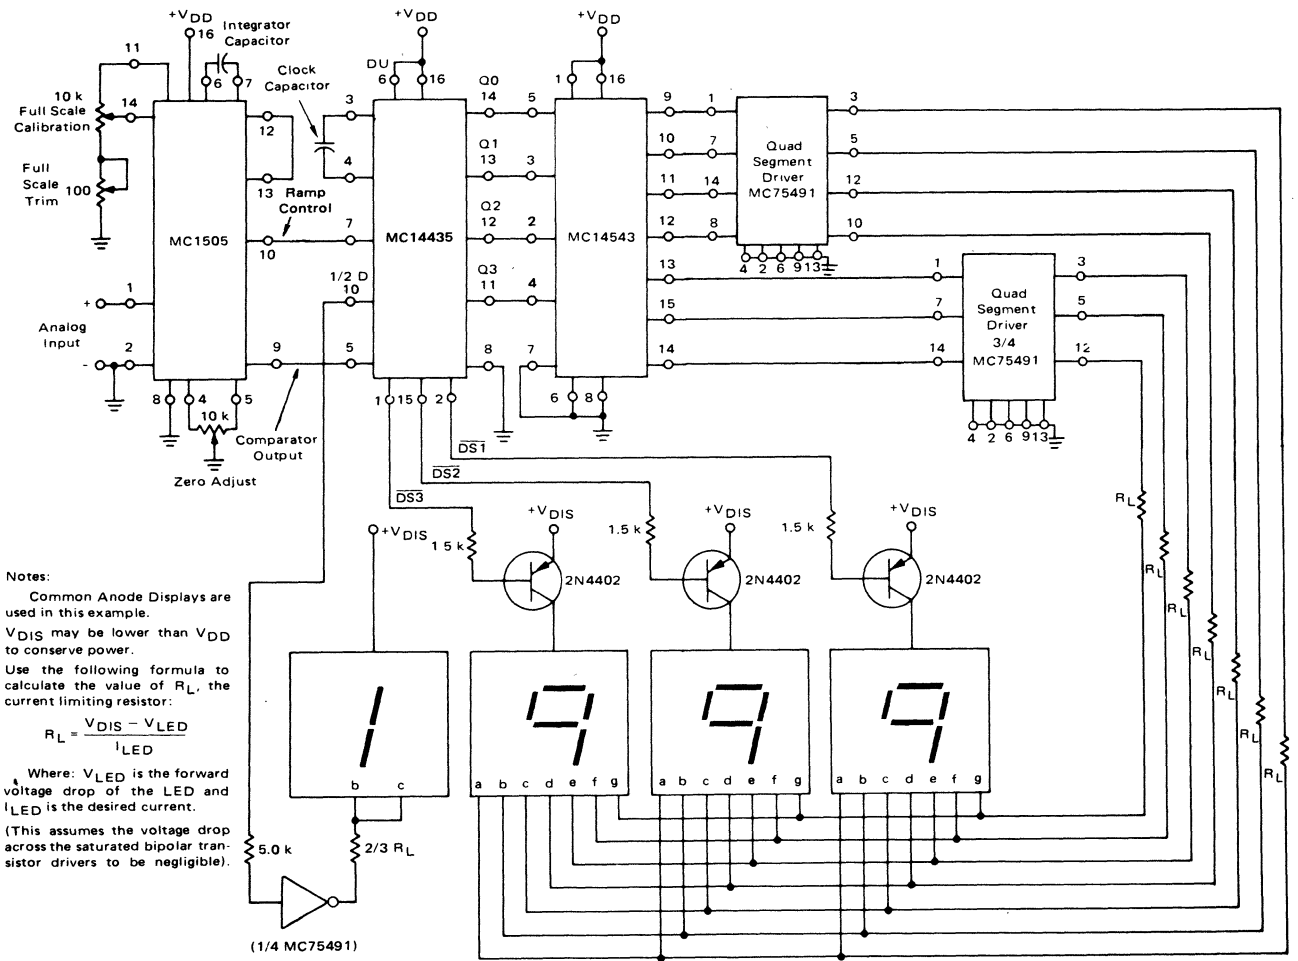 +VDD
16
Integrator
Capacitor
11
6
7
10 k
14
Full Scale
Calibration
12
Full
Scale
Trim
100
13
MC1505
10
Ramp
Control
+
1
Analog
Input
-
2
9
8
4
5
10 k
Zero Adjust
Comparator
Output
Clock
Capacitor
+VDD
DU
6
16
3
4
7
1/2 D
10
5
MC14435
Q0
14
Q1
13
Q2
12
Q3
11
8
1
15
2
DS1
DS2
DS3
+VDD
1
16
5
3
2
4
7
MC14543
6
8
9
10
11
12
13
15
14
1
7
14
8
Quad
Segment
Driver
MC75491
3
5
12
10
4
2
6
9
13
1
7
14
Quad
Segment
Driver
3/4
MC75491
3
5
12
4
2
6
9
13
+VDIS
1 5 k
+VDIS
2N4402
1.5 k
+VDIS
2N4402
1.5 k
+VDIS
2N4402
RL
RL
RL
RL
RL
RL
RL
Notes:
Common Anode Displays are
used in this example.
VDIS may be lower than VDD
to conserve power.
Use the following formula to
calculate the value of RL, the
current limiting resistor:
RL = VDIS − VLED
ILED
Where: VLED is the forward
voltage drop of the LED and
ILED is the desired current.
(This assumes the voltage drop
across the saturated bipolar tran-
sistor drivers to be negligible).
1
9
9
9
b c
a b c d e f g
a b c d e f g
a b c d e f g
5.0 k
2/3 RL
(1/4 MC75491)